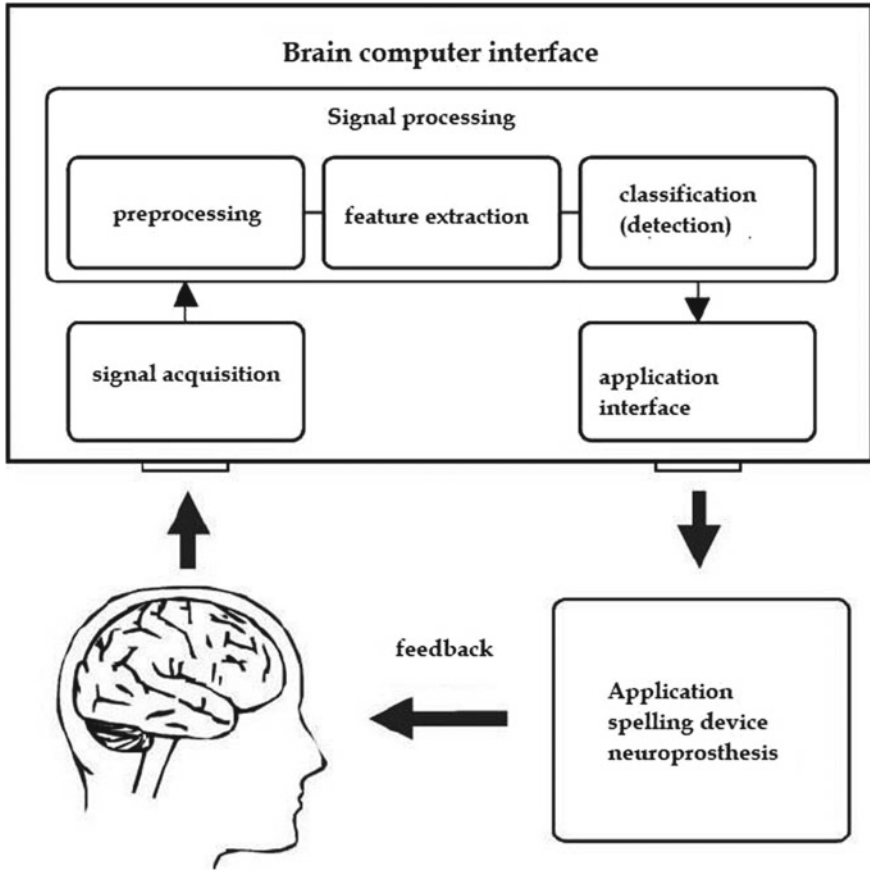 Brain computer interface
Signal processing
preprocessing
feature extraction
classification
(detection)
signal acquisition
application
interface
feedback
Application
spelling device
neuroprosthesis